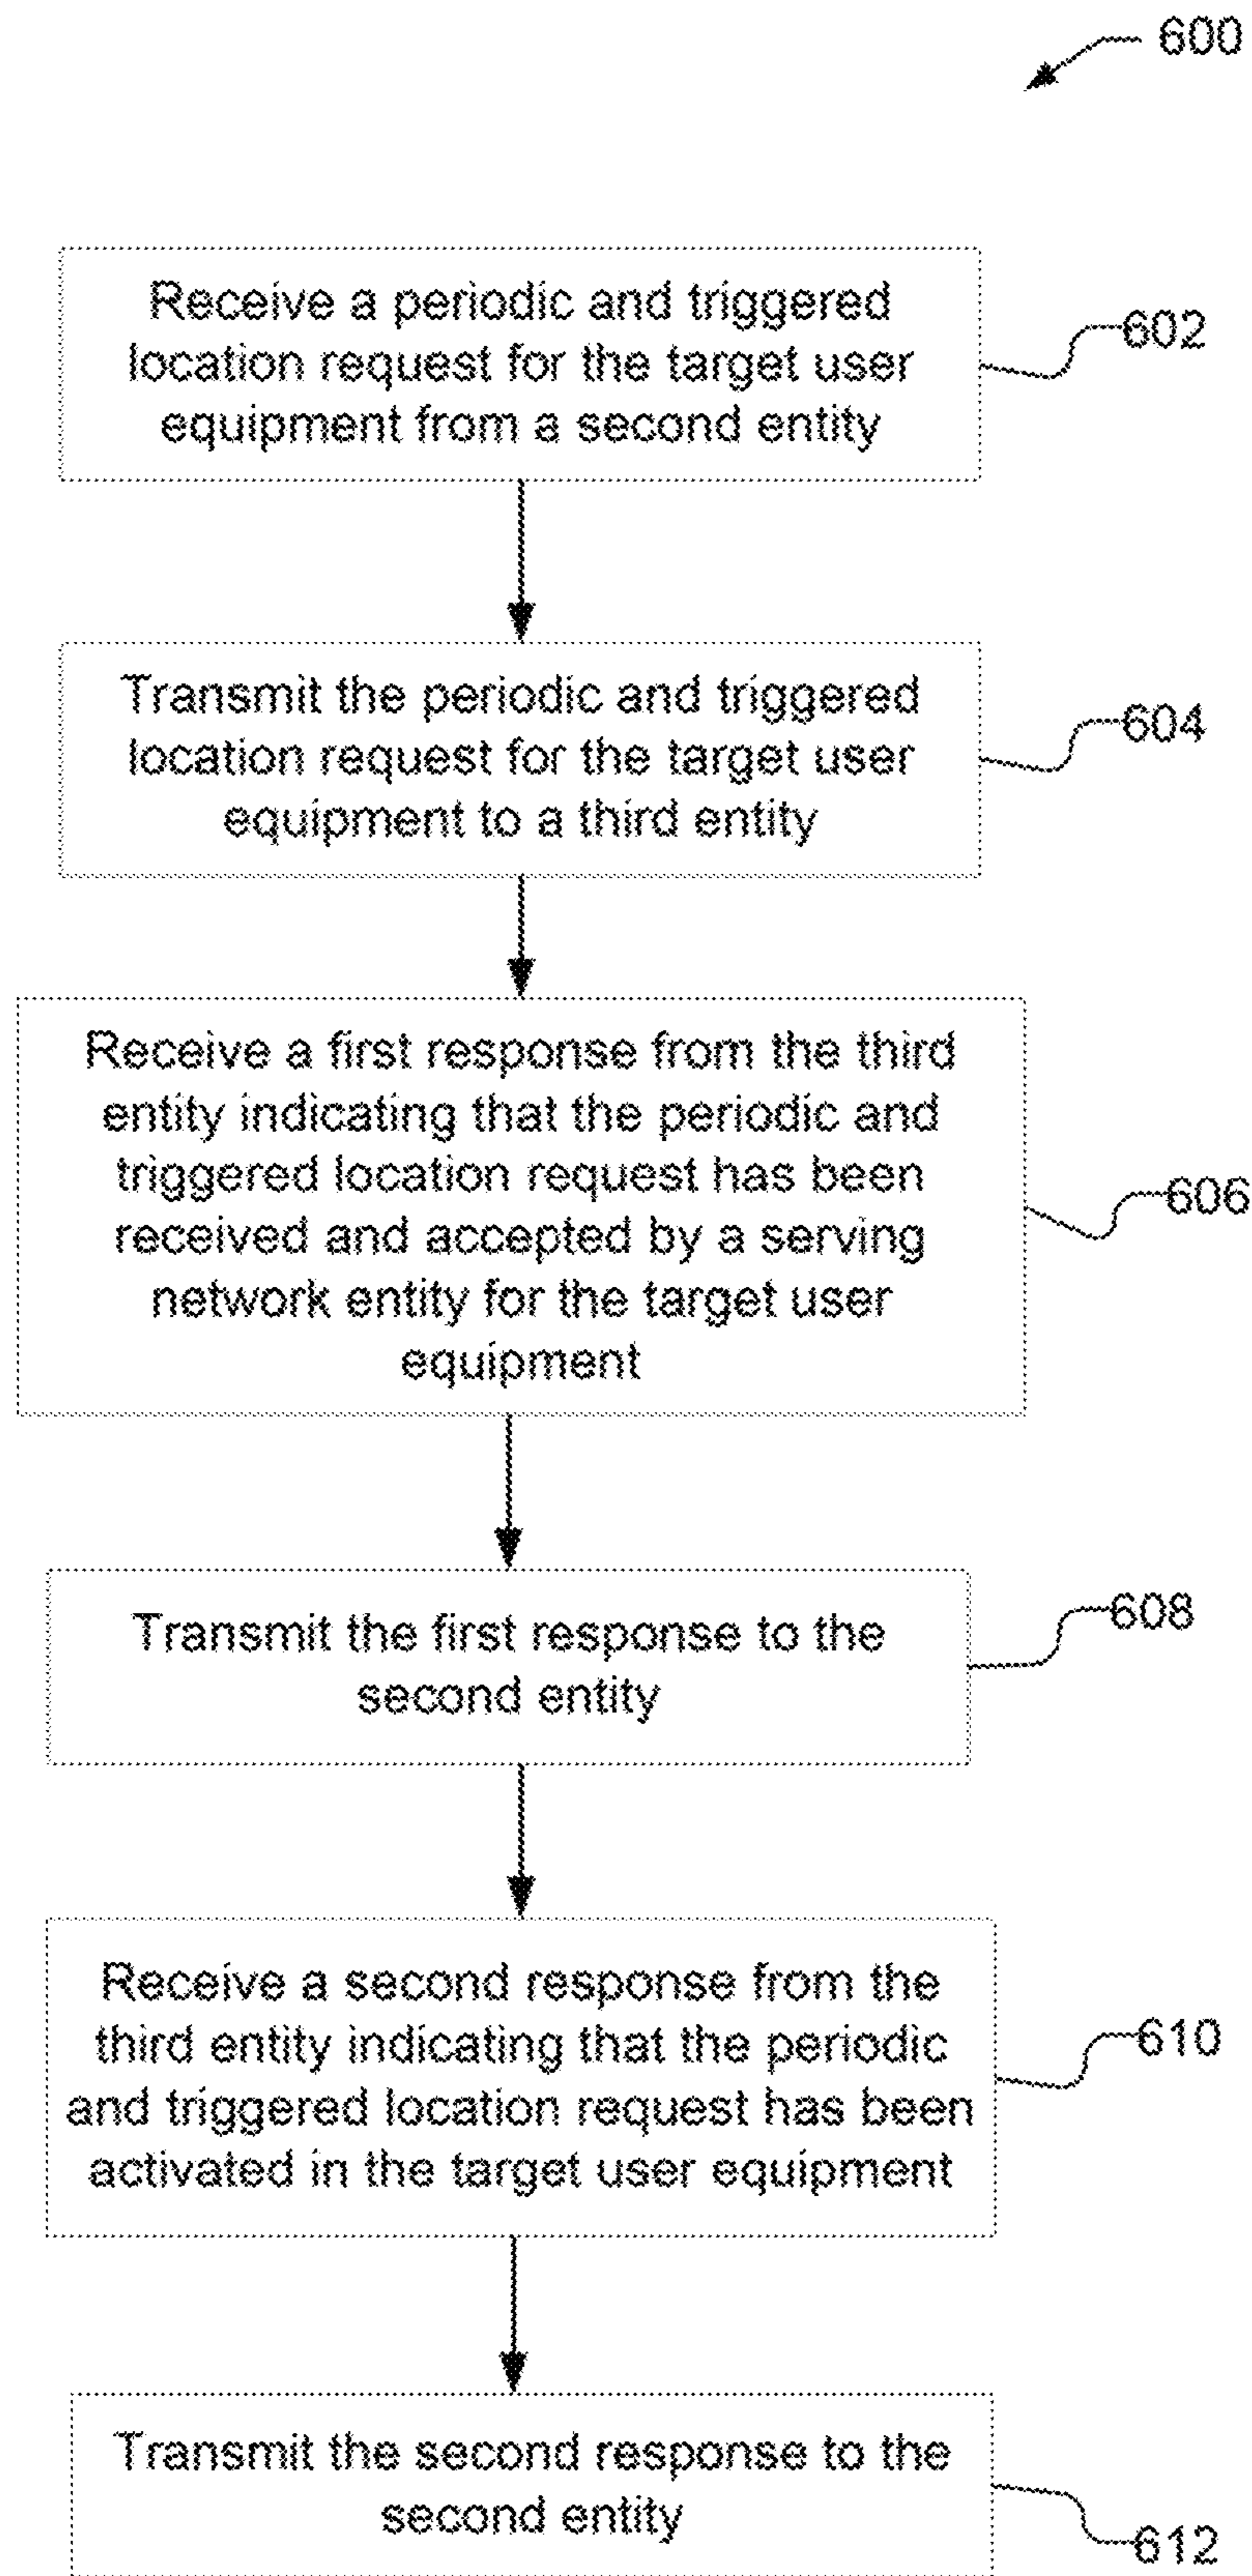 600
Receive a periodic and triggered
location request for the target user
equipment from a second entity
602
Transmit the periodic and triggered
location request for the target user
equipment to a third entity
604
Receive a first response from the third
entity indicating that the periodic and
triggered location request has been
received and accepted by a serving
network entity for the target user
equipment
606
Transmit the first response to the
second entity
608
Receive a second response from the
third entity indicating that the periodic
and triggered location request has been
activated in the target user equipment
610
Transmit the second response to the
second entity
612